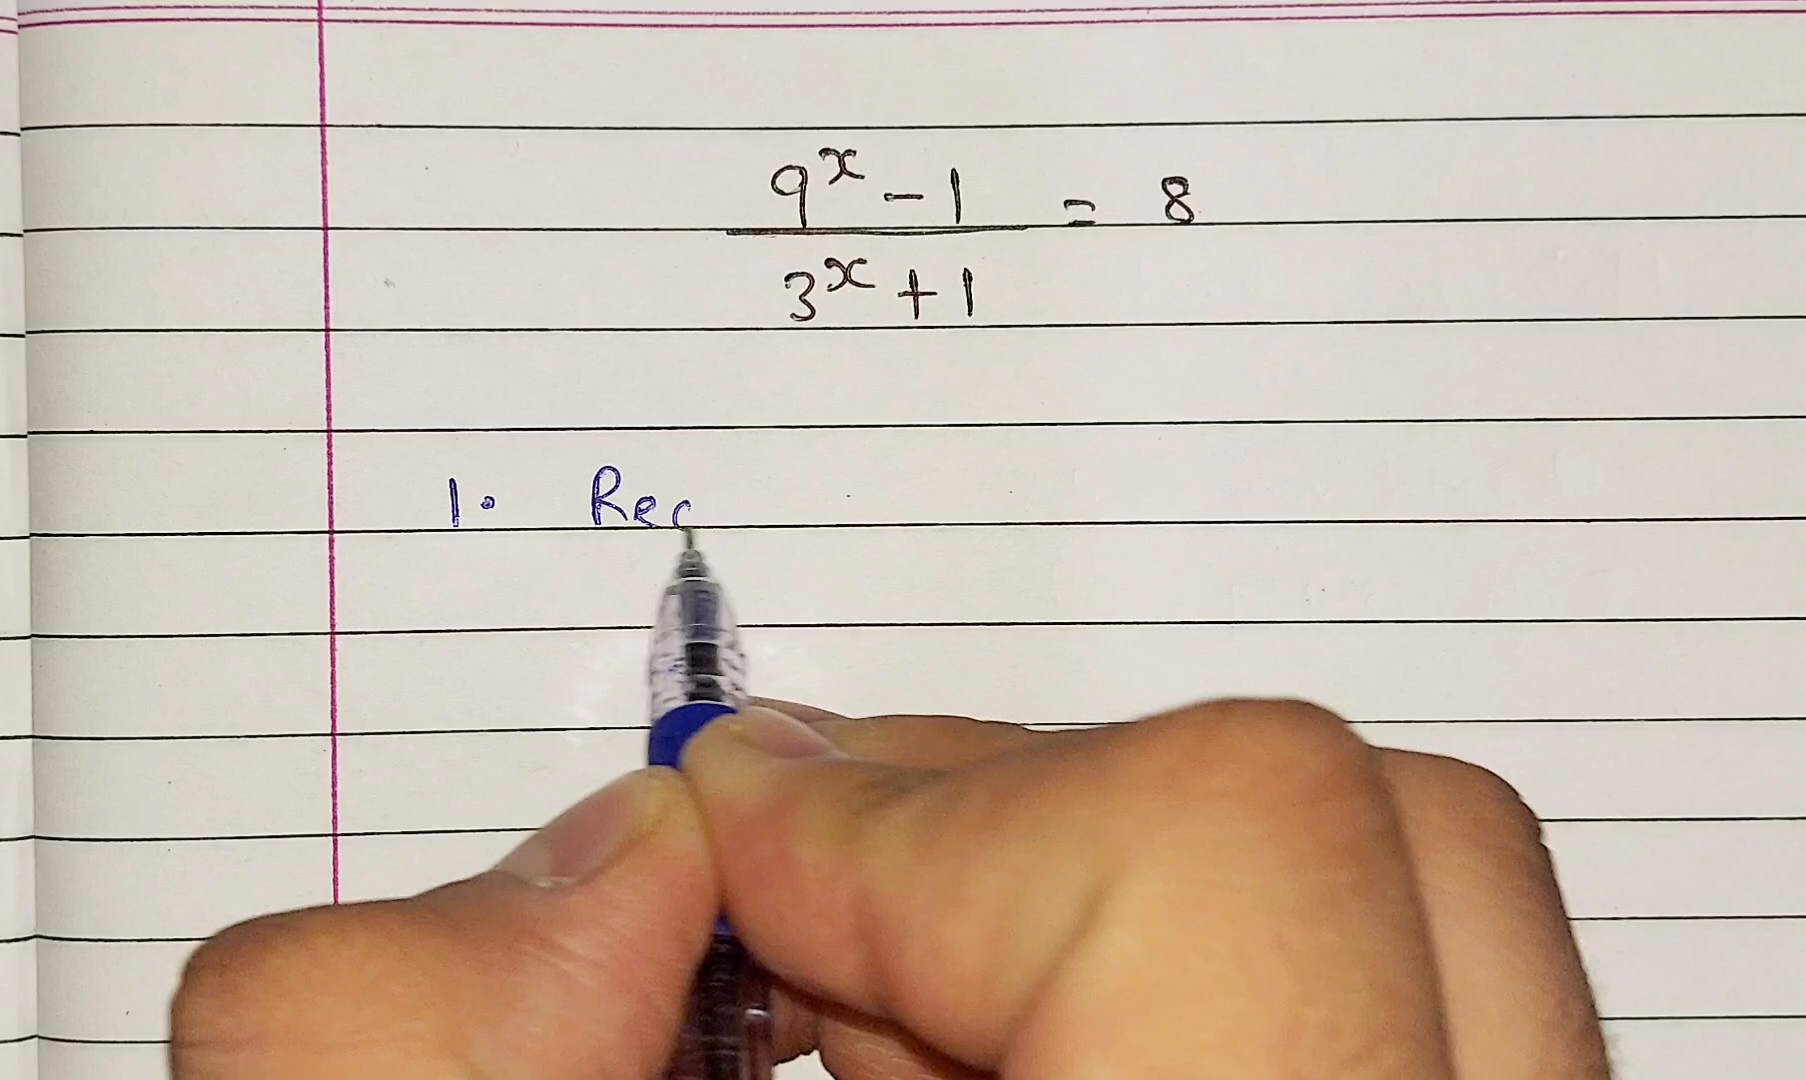 9^x - 1 = 8
3^x + 1
1. Rec